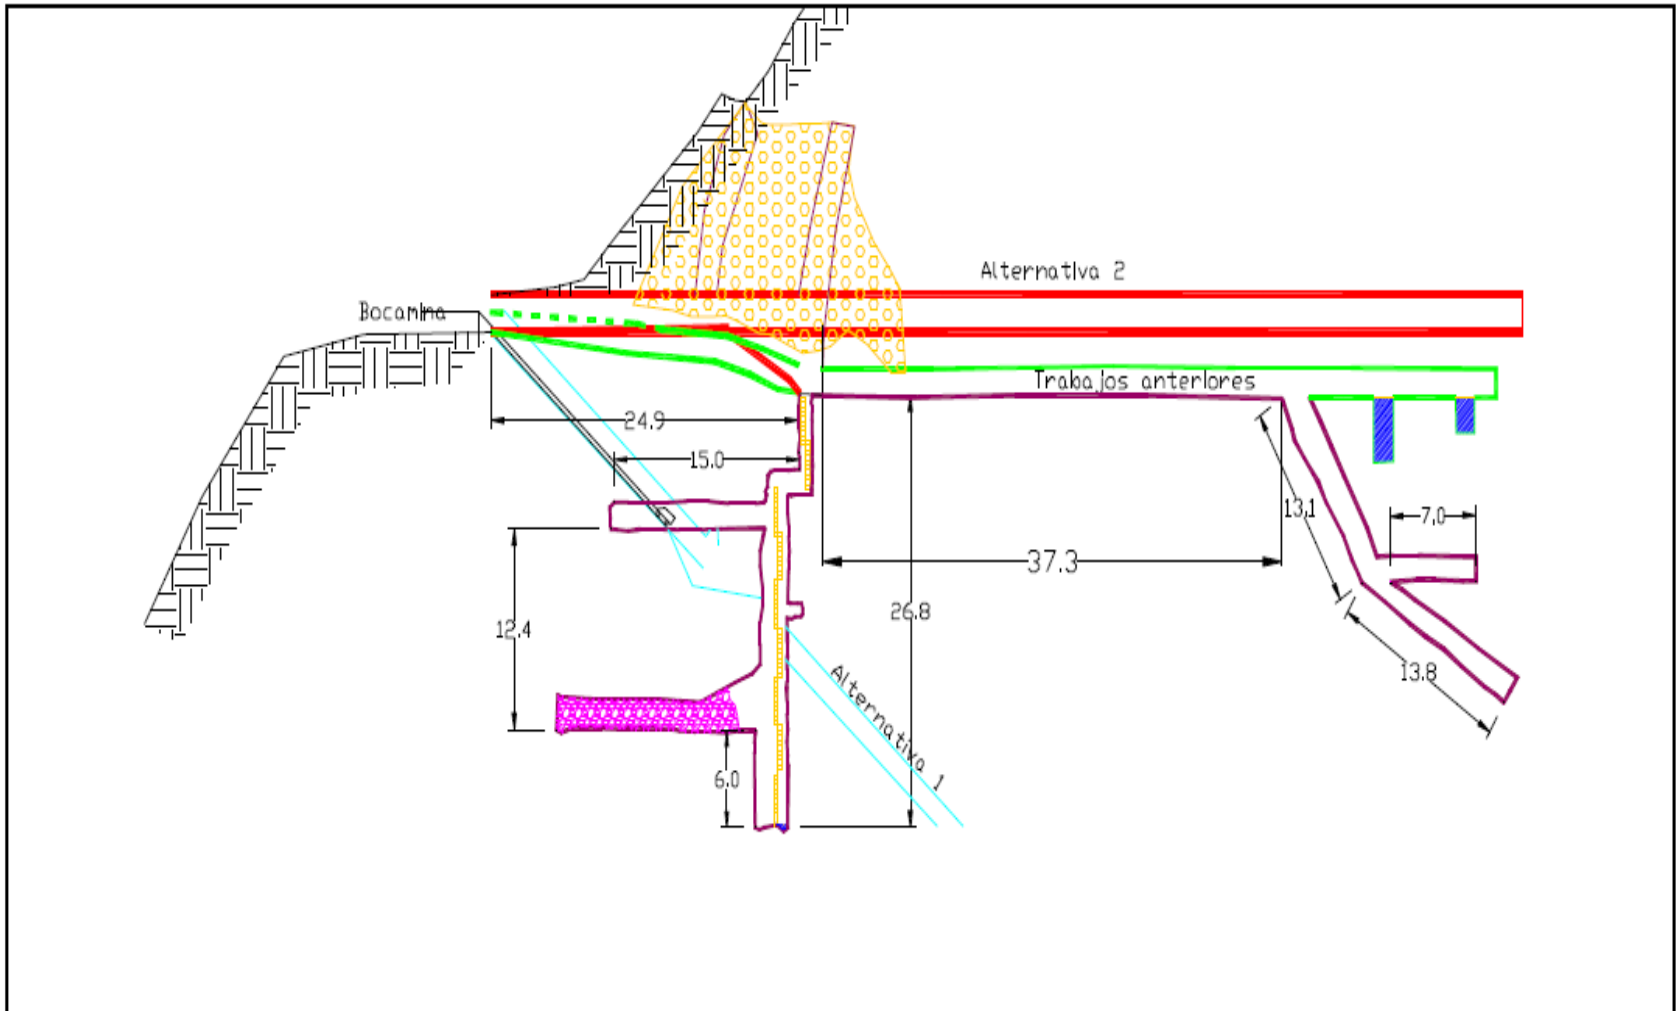 Alternativa 2
Bocamina
Trabajos anteriores
24.9
15.0
13.1
7.0
37.3
26.8
12.4
13.8
Alternativa 1
6.0